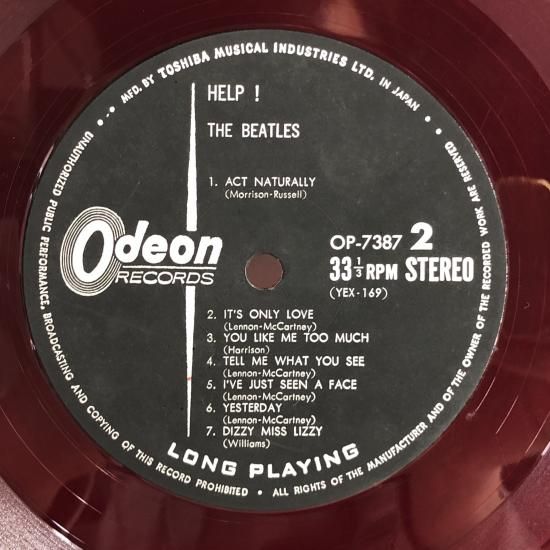 MFD. BY TOSHIBA MUSICAL INDUSTRIES LTD. IN JAPAN
HELP !
THE BEATLES
1. ACT NATURALLY
(Morrison-Russell)
Odeon
RECORDS
OP-7387 2
33 1/3 RPM STEREO
(YEX-169)
2. IT'S ONLY LOVE
(Lennon-McCartney)
3. YOU LIKE ME TOO MUCH
(Harrison)
4. TELL ME WHAT YOU SEE
(Lennon-McCartney)
5. I'VE JUST SEEN A FACE
(Lennon-McCartney)
6. YESTERDAY
(Lennon-McCartney)
7. DIZZY MISS LIZZY
(Williams)
LONG PLAYING
UNAUTHORIZED PUBLIC PERFORMANCE, BROADCASTING AND COPYING OF THIS RECORD PROHIBITED • ALL RIGHTS OF THE MANUFACTURER AND OF THE OWNER OF THE RECORDED WORK ARE RESERVED